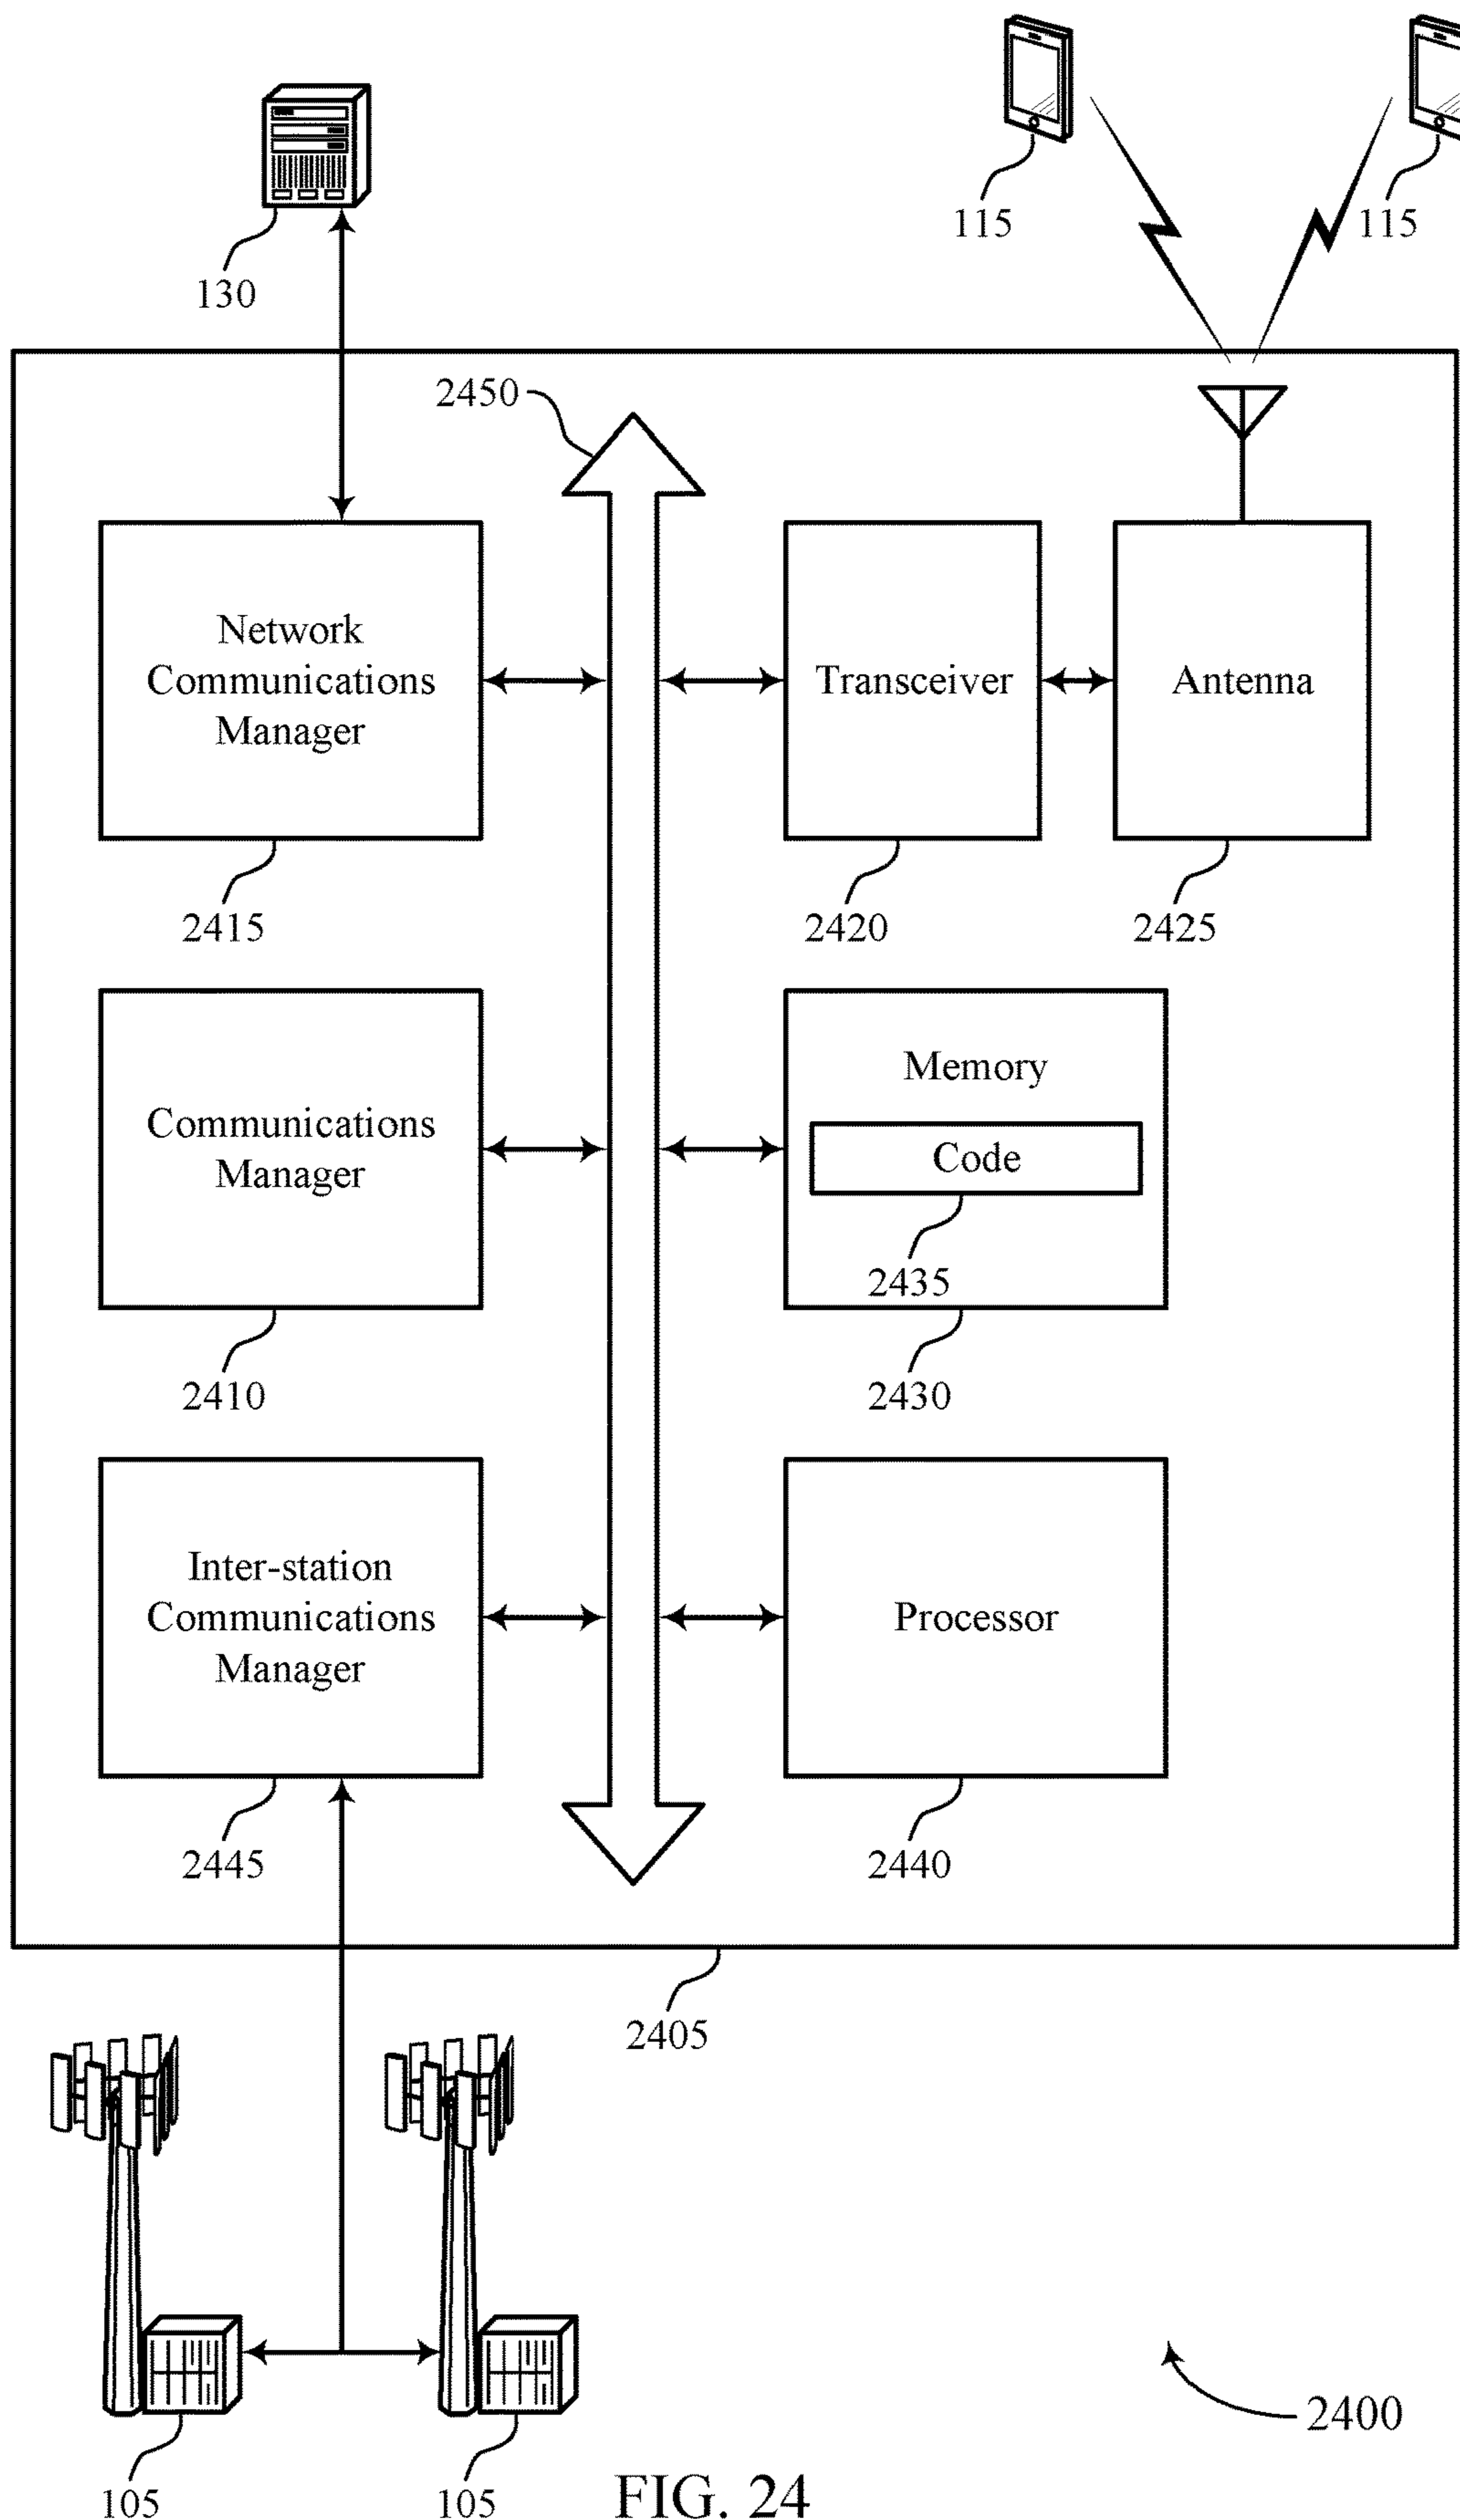 115
115
130
2450
Network
Communications
Manager
Transceiver
Antenna
2415
2420
2425
Communications
Manager
Memory
Code
2435
2410
2430
Inter-station
Communications
Manager
Processor
2445
2440
2405
2400
105
105
FIG. 24